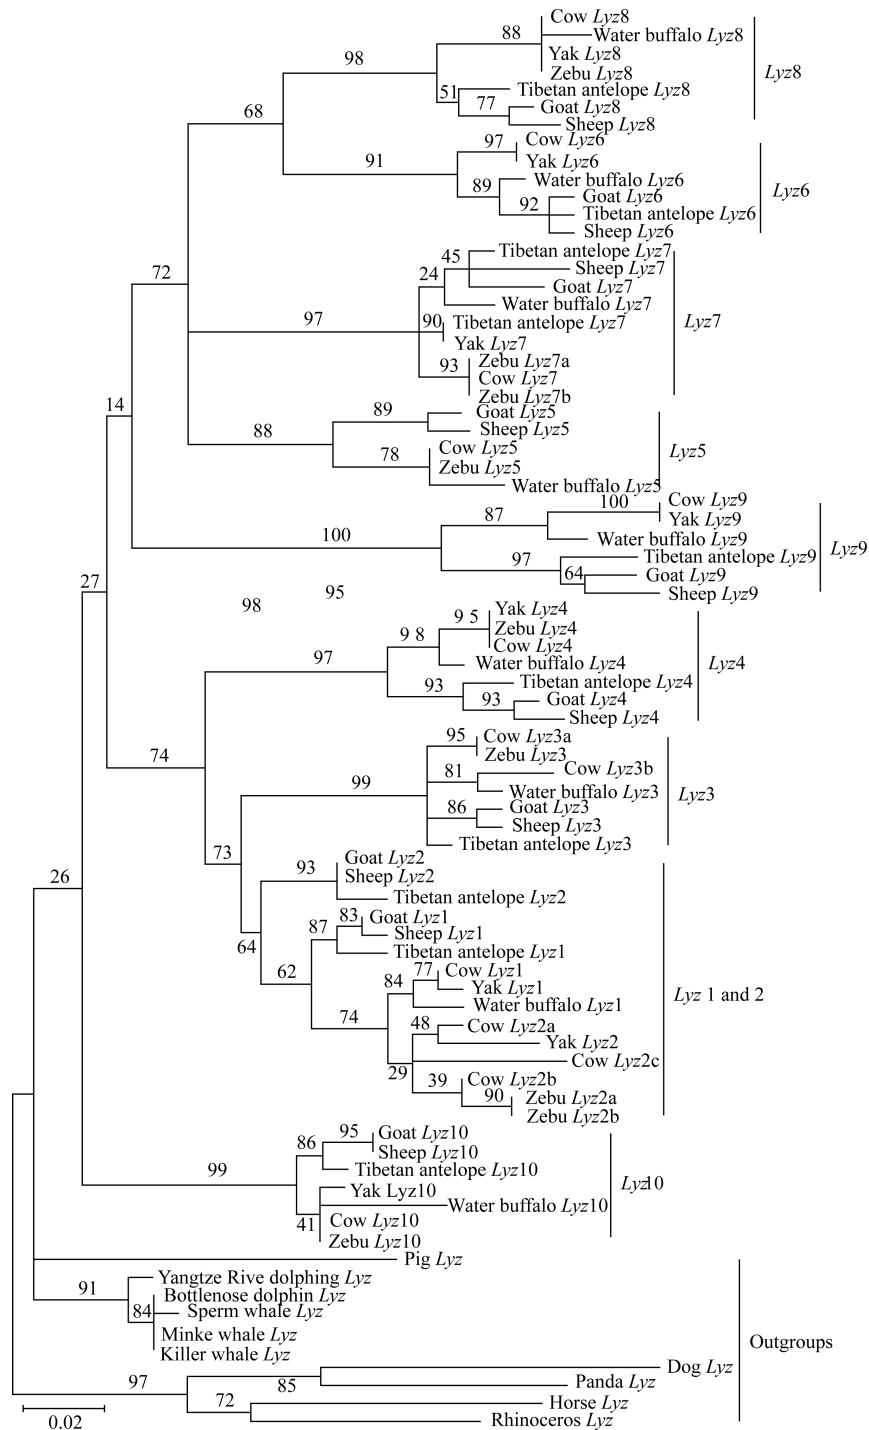 Cow Lyz8
88
Water buffalo Lyz8
Yak Lyz8
98
Zebu Lyz8
Lyz8
51
Tibetan antelope Lyz8
77
Goat Lyz8
68
Sheep Lyz8
97
Cow Lyz6
91
Yak Lyz6
89
Water buffalo Lyz6
92
Goat Lyz6
Lyz6
Tibetan antelope Lyz6
Sheep Lyz6
45
Tibetan antelope Lyz7
72
24
Sheep Lyz7
Goat Lyz7
Water buffalo Lyz7
97
90
Tibetan antelope Lyz7
Lyz7
Yak Lyz7
93
Zebu Lyz7a
Cow Lyz7
Zebu Lyz7b
14
89
Goat Lyz5
88
Sheep Lyz5
78
Cow Lyz5
Lyz5
Zebu Lyz5
Water buffalo Lyz5
100
Cow Lyz9
87
Yak Lyz9
100
Water buffalo Lyz9
Lyz9
97
Tibetan antelope Lyz9
64
Goat Lyz9
27
Sheep Lyz9
98
95
9 5
Yak Lyz4
9 8
Zebu Lyz4
Cow Lyz4
97
Water buffalo Lyz4
Lyz4
93
Tibetan antelope Lyz4
93
Goat Lyz4
Sheep Lyz4
95
Cow Lyz3a
74
Zebu Lyz3
81
Cow Lyz3b
99
Water buffalo Lyz3
Lyz3
86
Goat Lyz3
Sheep Lyz3
73
Tibetan antelope Lyz3
93
Goat Lyz2
26
Sheep Lyz2
Tibetan antelope Lyz2
83
Goat Lyz1
87
Sheep Lyz1
64
Tibetan antelope Lyz1
62
77
Cow Lyz1
84
Yak Lyz1
Lyz 1 and 2
Water buffalo Lyz1
74
48
Cow Lyz2a
Yak Lyz2
Cow Lyz2c
29
39
Cow Lyz2b
90
Zebu Lyz2a
Zebu Lyz2b
95
Goat Lyz10
86
Sheep Lyz10
99
Tibetan antelope Lyz10
Yak Lyz10
Lyz10
Water buffalo Lyz10
41
Cow Lyz10
Zebu Lyz10
Pig Lyz
91
Yangtze Rive dolphing Lyz
Bottlenose dolphin Lyz
84
Sperm whale Lyz
Minke whale Lyz
Killer whale Lyz
Outgroups
Dog Lyz
97
85
Panda Lyz
72
Horse Lyz
Rhinoceros Lyz
0.02